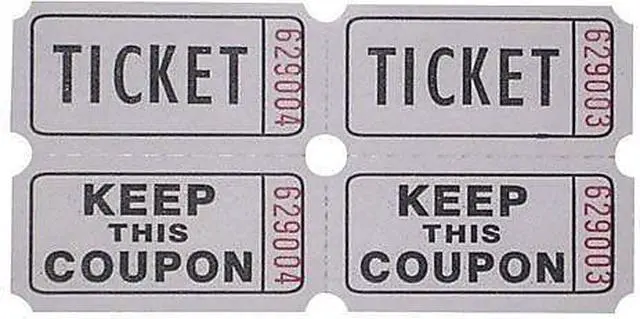 TICKET 629004
TICKET 629003
KEEP
THIS
COUPON
629004
KEEP
THIS
COUPON
629003